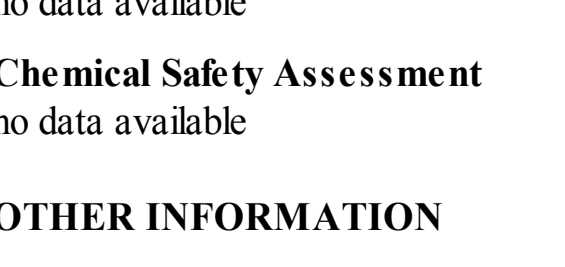 no data available
Chemical Safety Assessment
no data available
OTHER INFORMATION